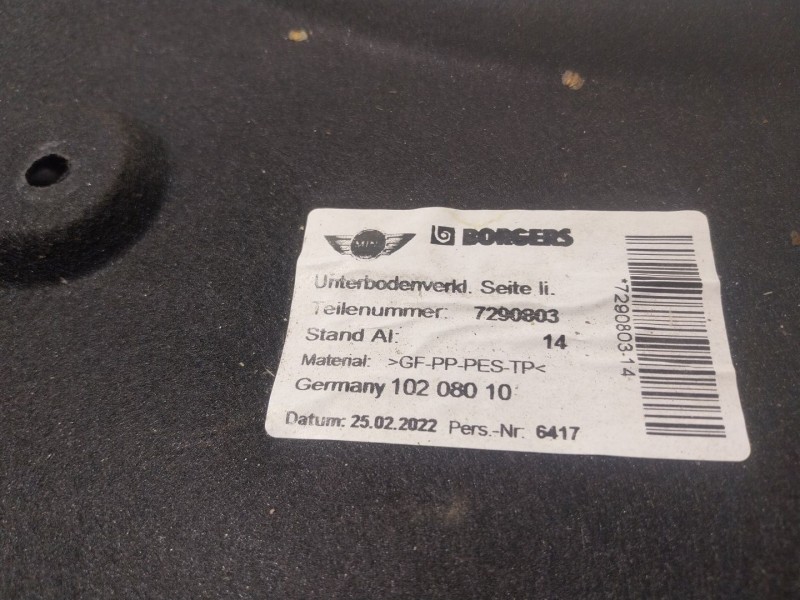 MINI
BORGERS
Unterbodenverkl. Seite li.
Teilenummer: 7290803
Stand AI: 14
Material: >GF-PP-PES-TP<
Germany 102 080 10
Datum: 25.02.2022 Pers.-Nr. 6417
*7290803-14